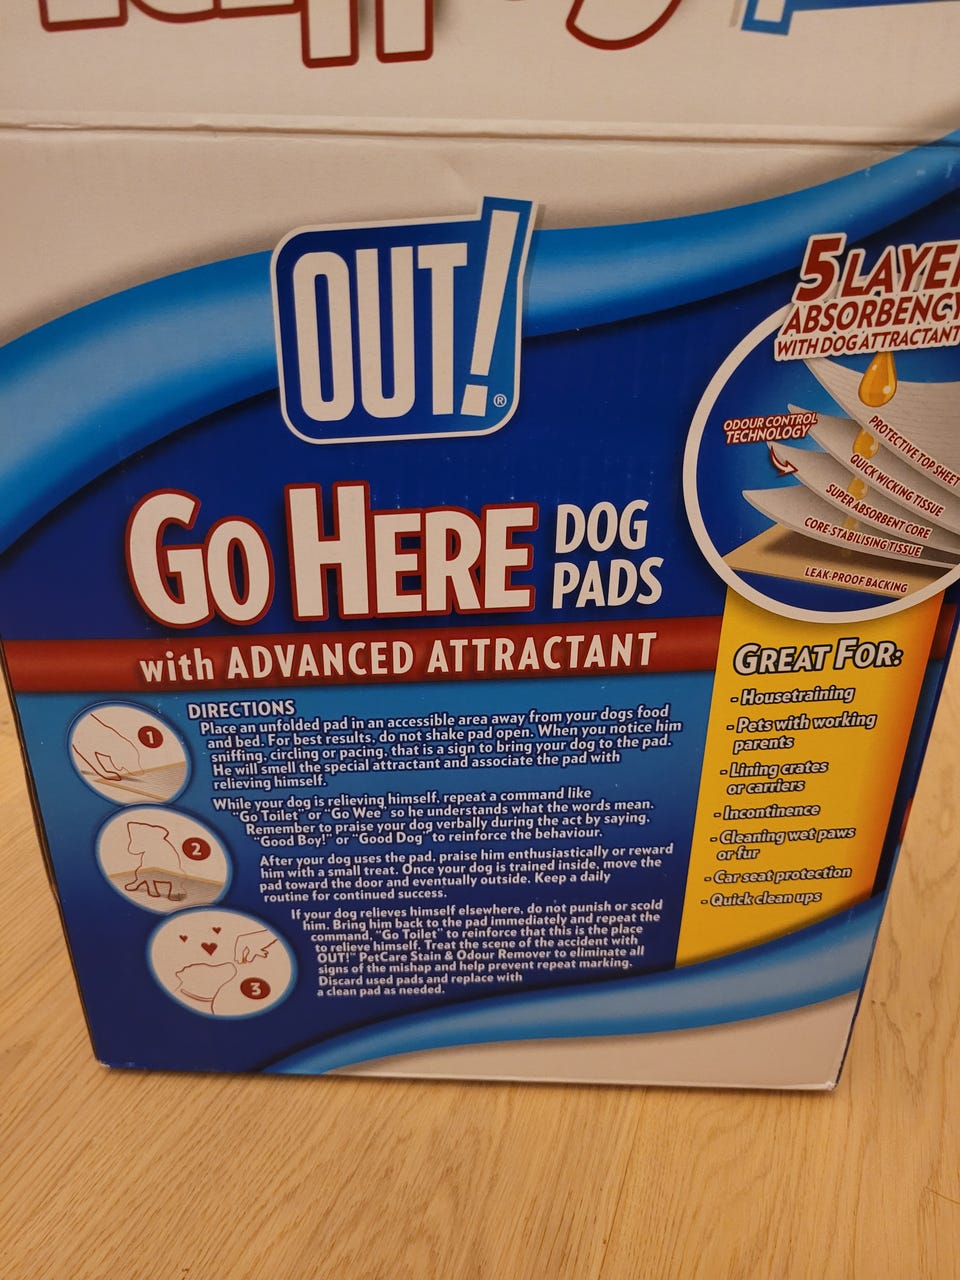 OUT!®
5 LAYE
ABSORBENCY
WITH DOG ATTRACTANT
ODOUR CONTROL
TECHNOLOGY
PROTECTIVE TOP SHEET
QUICK WICKING TISSUE
SUPERABSORBENT CORE
CORE-STABILISING TISSUE
LEAK-PROOF BACKING
GO HERE
DOG
PADS
with ADVANCED ATTRACTANT
DIRECTIONS
1
Place an unfolded pad in an accessible area away from your dogs food
and bed. For best results, do not shake pad open. When you notice him
sniffing, circling or pacing, that is a sign to bring your dog to the pad.
He will smell the special attractant and associate the pad with
relieving himself.
2
While your dog is relieving himself, repeat a command like
"Go Toilet" or "Go Wee" so he understands what the words mean.
Remember to praise your dog verbally during the act by saying,
"Good Boy!" or "Good Dog" to reinforce the behaviour.
After your dog uses the pad, praise him enthusiastically or reward
him with a small treat. Once your dog is trained inside, move the
pad toward the door and eventually outside. Keep a daily
routine for continued success.
3
If your dog relieves himself elsewhere, do not punish or scold
him. Bring him back to the pad immediately and repeat the
command, "Go Toilet" to reinforce that this is the place
to relieve himself. Treat the scene of the accident with
OUT!™ PetCare Stain & Odour Remover to eliminate all
signs of the mishap and help prevent repeat marking.
Discard used pads and replace with
a clean pad as needed.
GREAT FOR:
- Housetraining
- Pets with working
parents
- Lining crates
or carriers
- Incontinence
- Cleaning wet paws
or fur
- Car seat protection
- Quick clean ups